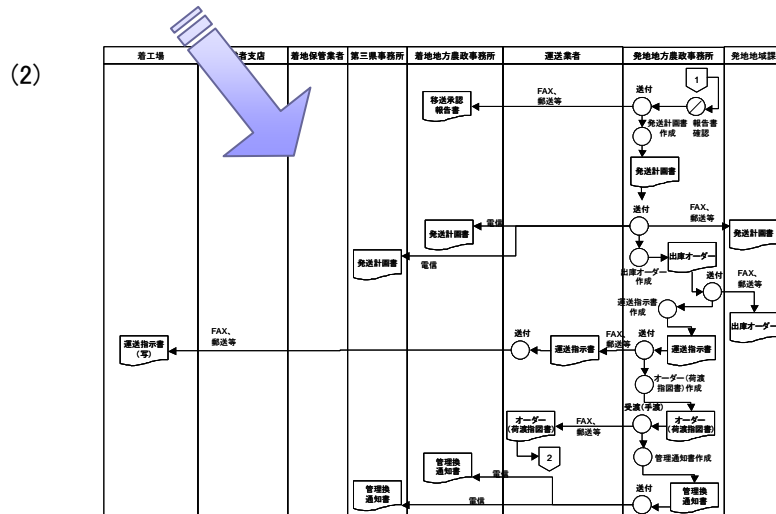 (2)
着工場
者支店
着地保管業者
第三県事務所
着地地方農政事務所
運送業者
発地地方農政事務所
発地地域課
1
送付
FAX、
郵送等
移送承認
報告書
報告書
確認
発送計画書
作成
発送計画書
送付
FAX、
郵送等
電信
発送計画書
発送計画書
電信
発送計画書
出庫オーダー
作成
出庫オーダー
送付
FAX、
郵送等
出庫オーダー
運送指示書
作成
運送指示書
送付
FAX、
郵送等
運送指示書
送付
FAX、
郵送等
運送指示書
(写)
オーダー(荷渡
指図書)作成
オーダー
(荷渡指図書)
受渡(手渡)
FAX、
郵送等
オーダー
(荷渡指図書)
2
管理通知書作成
管理換
通知書
送付
電信
管理換
通知書
電信
管理換
通知書